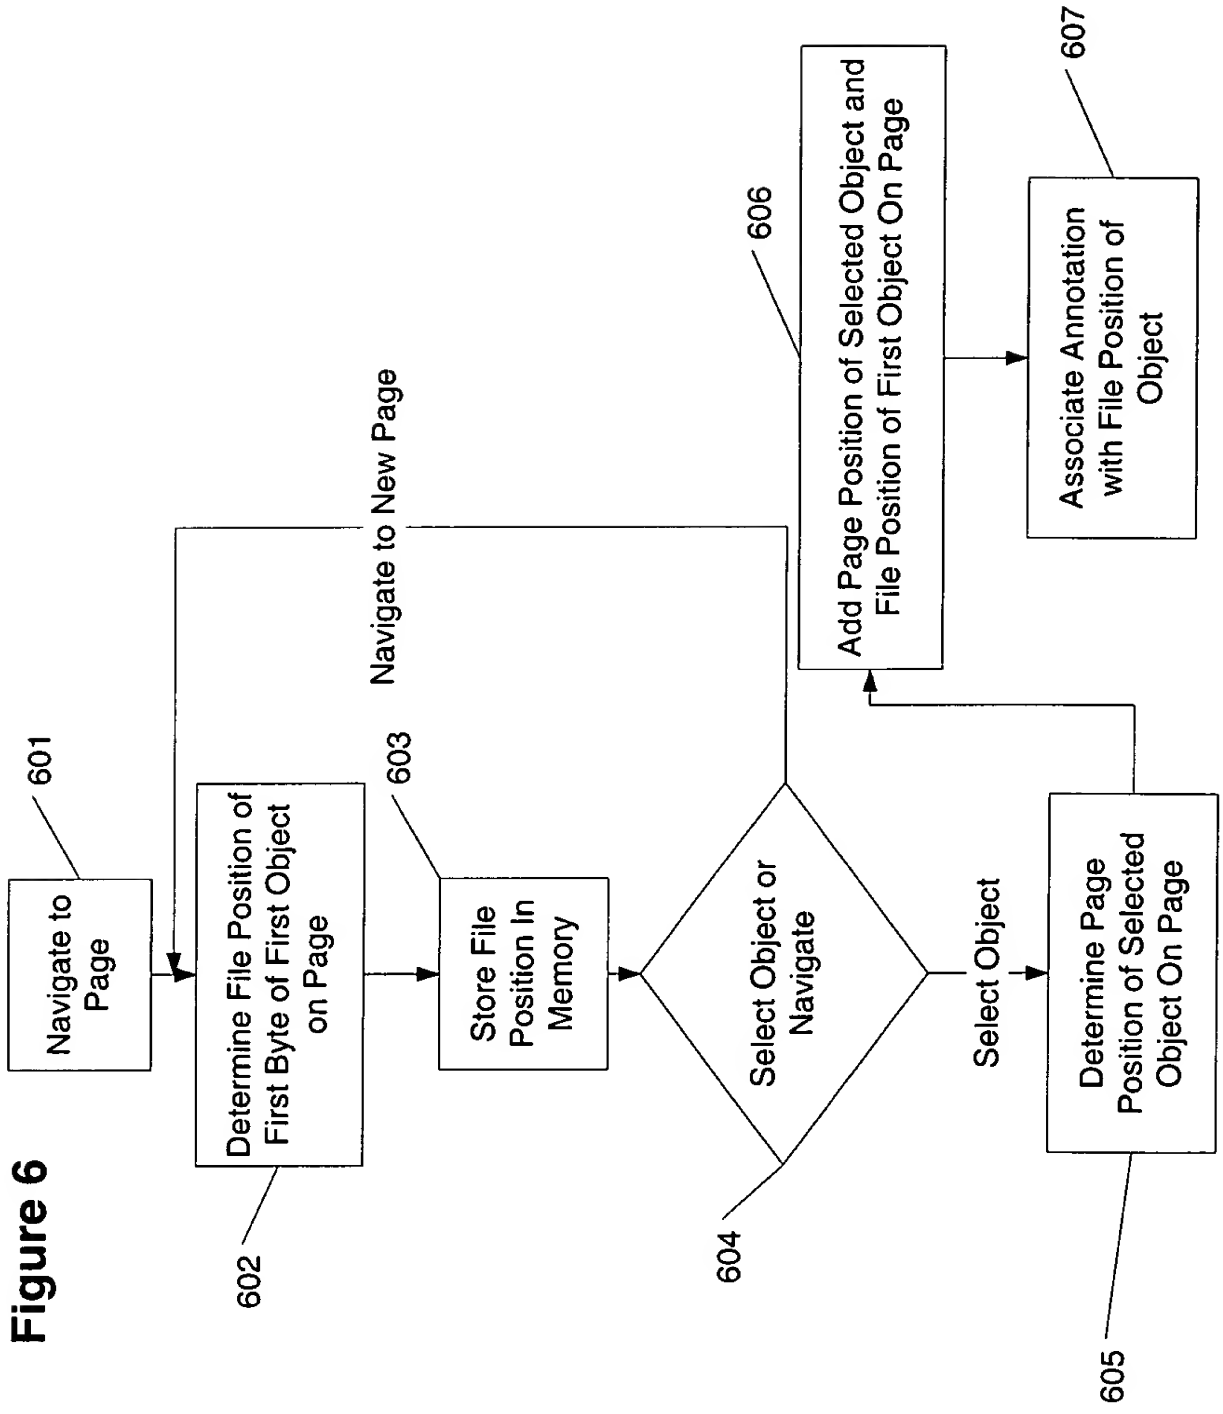 Figure 6
601
Navigate to
Page
602
Determine File Position of
First Byte of First Object
on Page
Navigate to New Page
603
Store File
Position In
Memory
604
Select Object or
Navigate
Select Object
605
Determine Page
Position of Selected
Object On Page
606
Add Page Position of Selected Object and
File Position of First Object On Page
607
Associate Annotation
with File Position of
Object